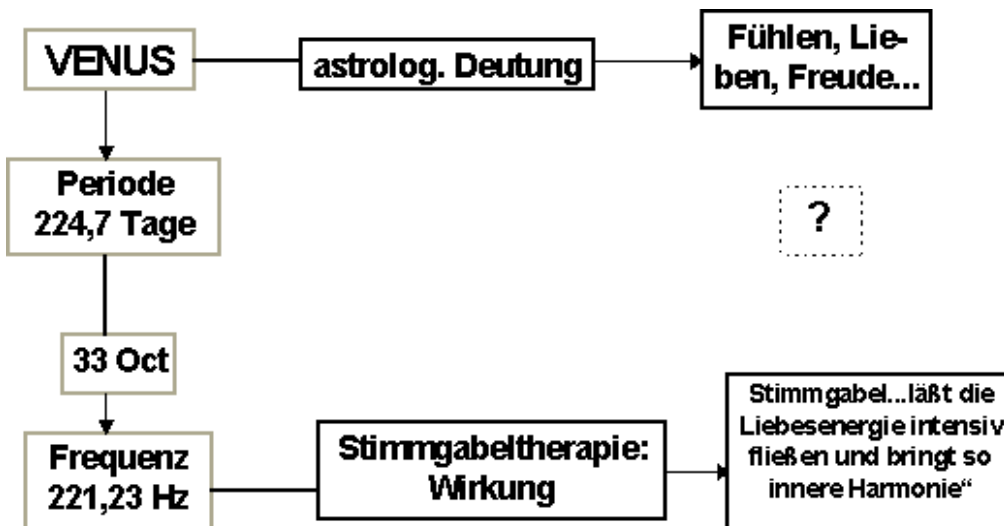 VENUS
astrolog. Deutung
Fühlen, Lie-
ben, Freude...
Periode
224,7 Tage
?
33 Oct
Frequenz
221,23 Hz
Stimmgabeltherapie:
Wirkung
Stimmgabel...läßt die
Liebesenergie intensiv
fließen und bringt so
innere Harmonie“